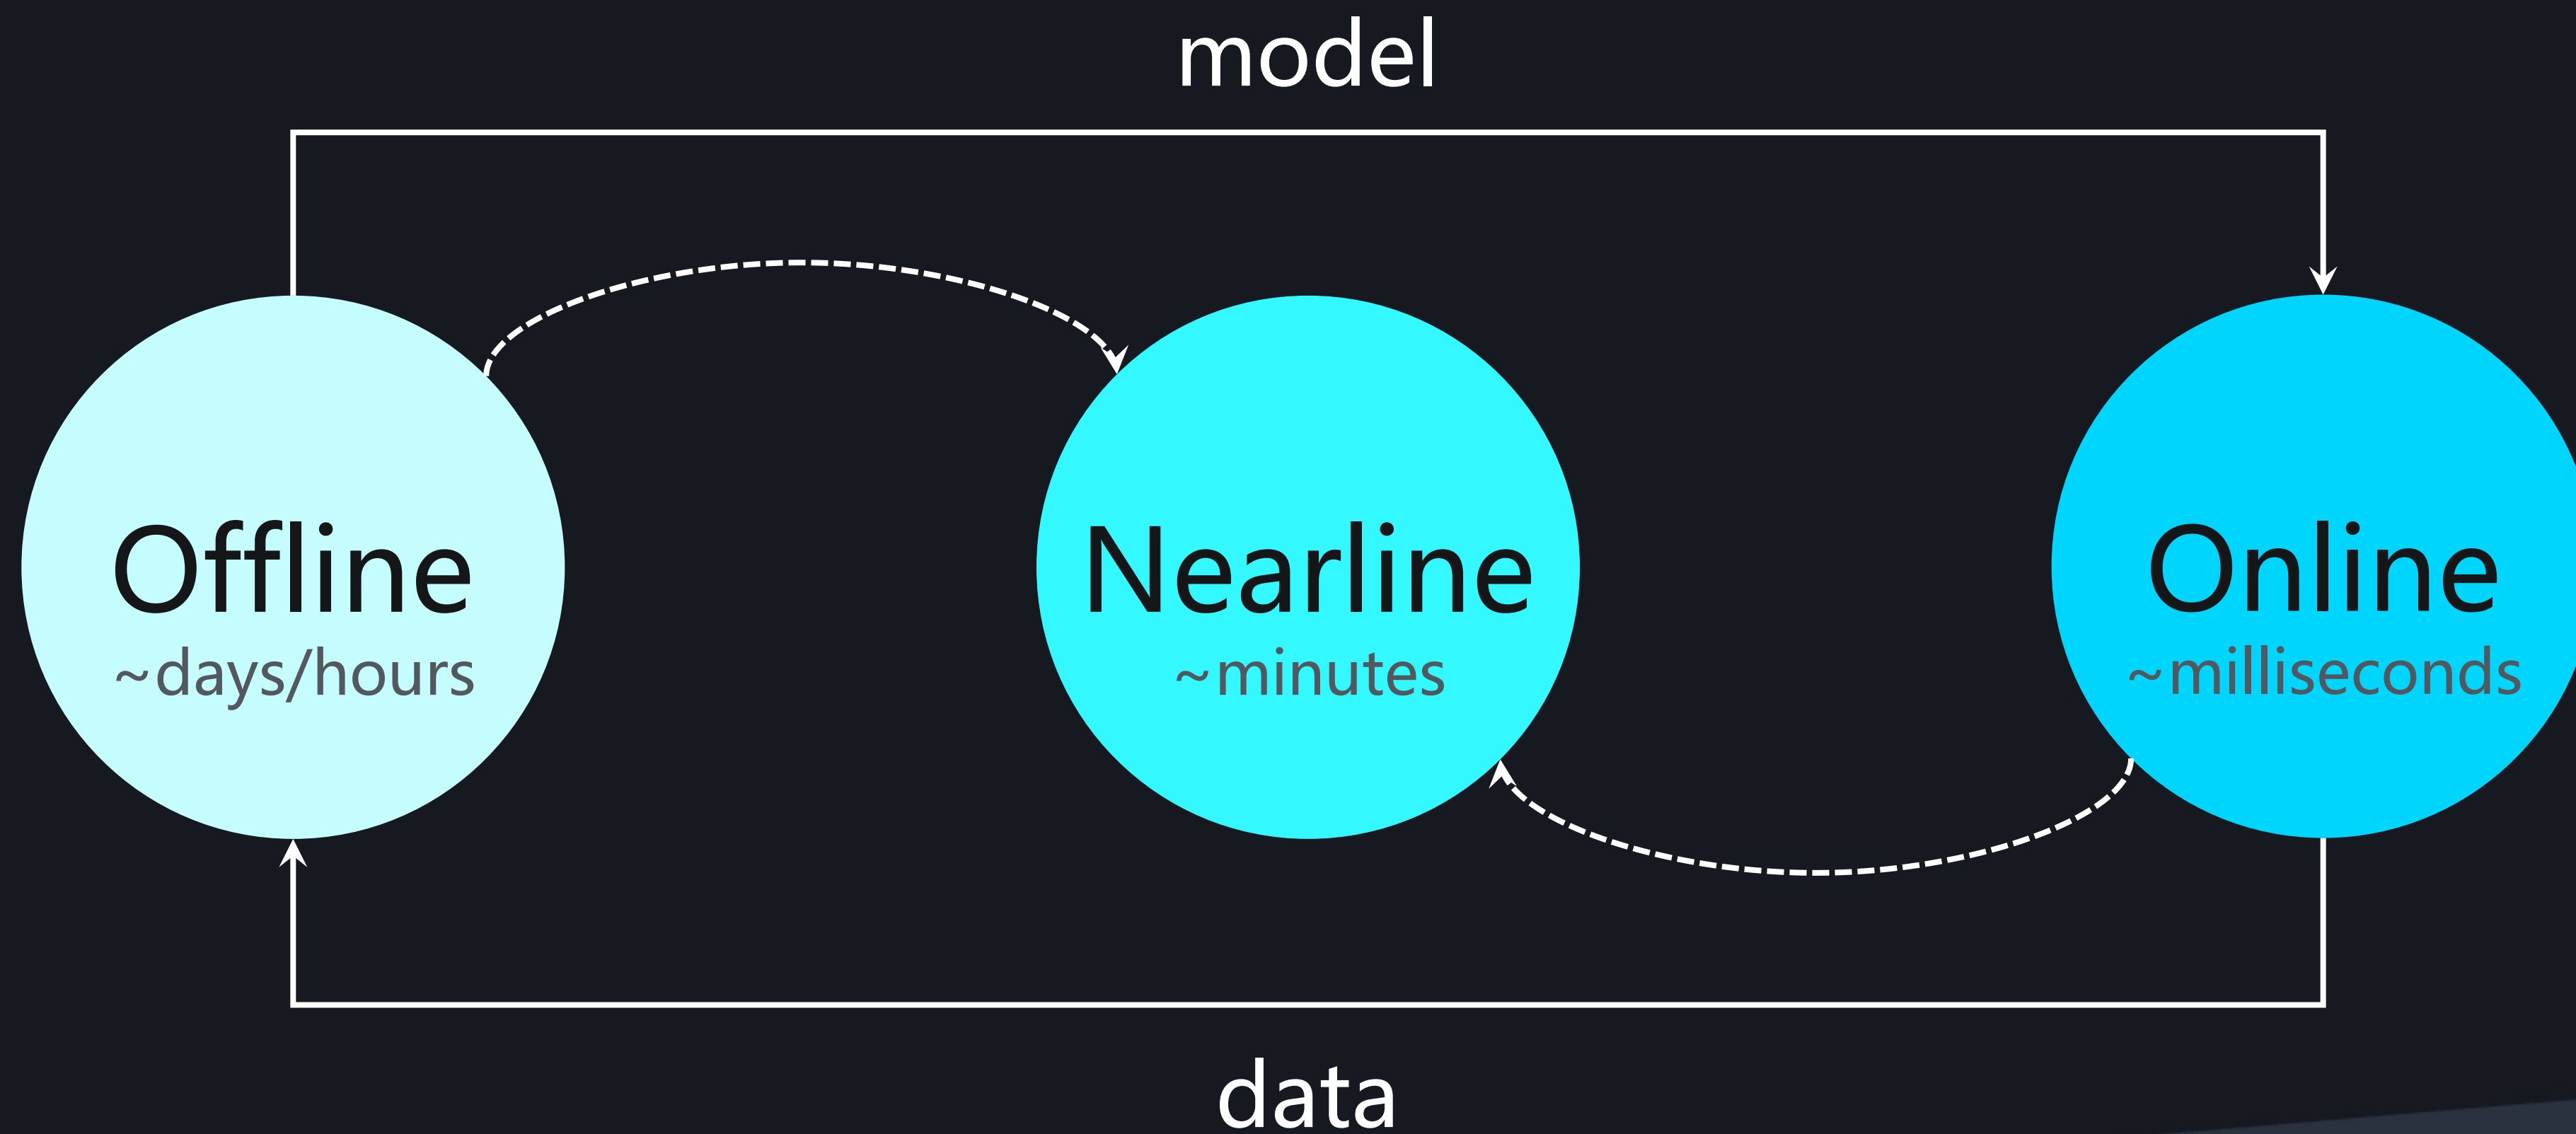 model
Offline
~days/hours
Nearline
~minutes
Online
~milliseconds
data